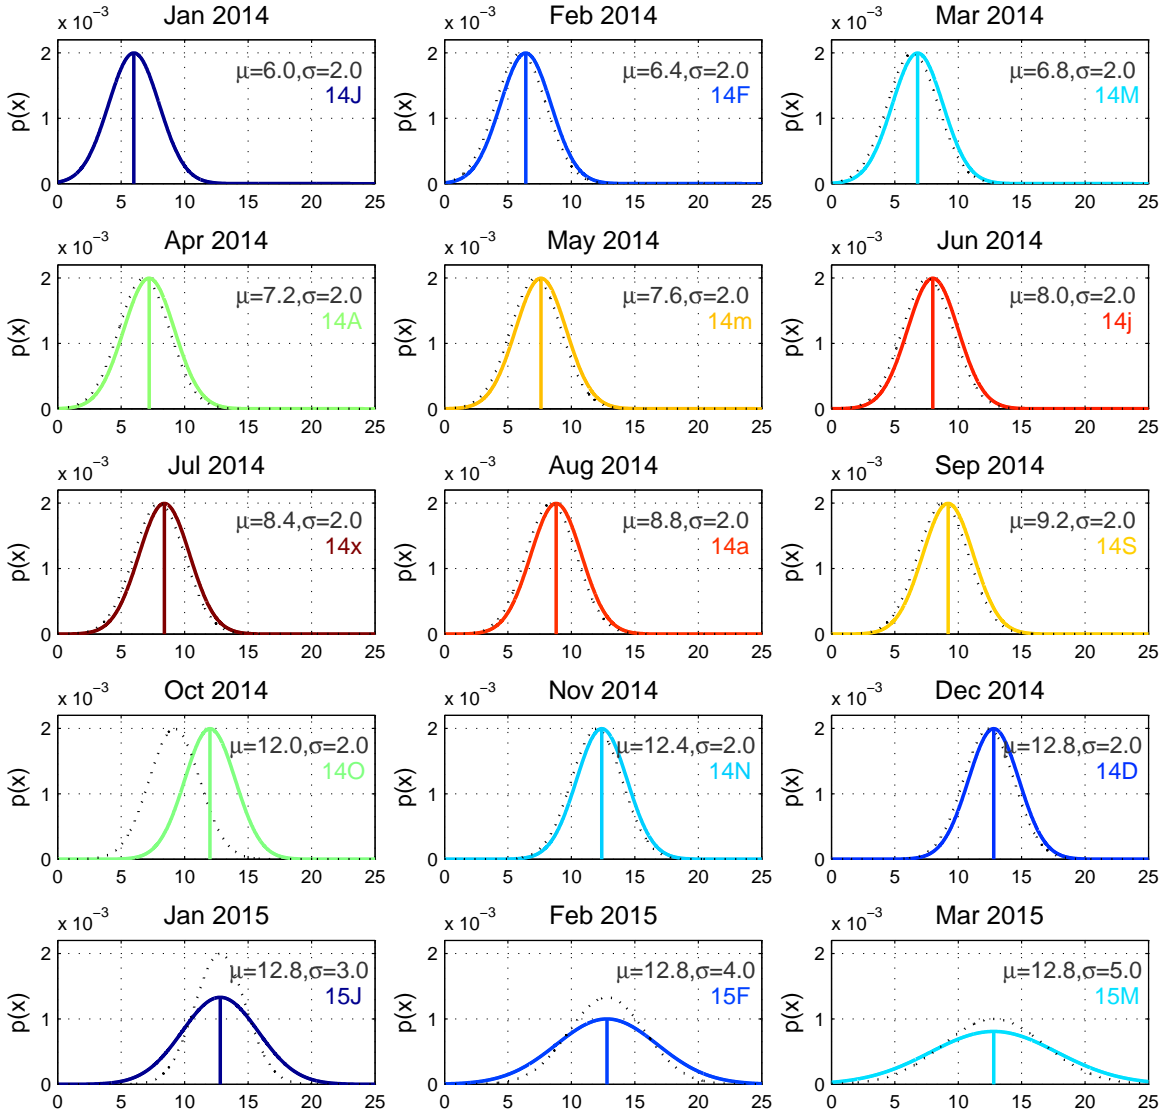 Jan 2014
x 10⁻³
p(x)
2
1
0
μ=6.0,σ=2.0
14J
0 5 10 15 20 25
Feb 2014
x 10⁻³
p(x)
2
1
0
μ=6.4,σ=2.0
14F
0 5 10 15 20 25
Mar 2014
x 10⁻³
p(x)
2
1
0
μ=6.8,σ=2.0
14M
0 5 10 15 20 25
Apr 2014
x 10⁻³
p(x)
2
1
0
μ=7.2,σ=2.0
14A
0 5 10 15 20 25
May 2014
x 10⁻³
p(x)
2
1
0
μ=7.6,σ=2.0
14m
0 5 10 15 20 25
Jun 2014
x 10⁻³
p(x)
2
1
0
μ=8.0,σ=2.0
14j
0 5 10 15 20 25
Jul 2014
x 10⁻³
p(x)
2
1
0
μ=8.4,σ=2.0
14x
0 5 10 15 20 25
Aug 2014
x 10⁻³
p(x)
2
1
0
μ=8.8,σ=2.0
14a
0 5 10 15 20 25
Sep 2014
x 10⁻³
p(x)
2
1
0
μ=9.2,σ=2.0
14S
0 5 10 15 20 25
Oct 2014
x 10⁻³
p(x)
2
1
0
μ=12.0,σ=2.0
14O
0 5 10 15 20 25
Nov 2014
x 10⁻³
p(x)
2
1
0
μ=12.4,σ=2.0
14N
0 5 10 15 20 25
Dec 2014
x 10⁻³
p(x)
2
1
0
μ=12.8,σ=2.0
14D
0 5 10 15 20 25
Jan 2015
x 10⁻³
p(x)
2
1
0
μ=12.8,σ=3.0
15J
0 5 10 15 20 25
Feb 2015
x 10⁻³
p(x)
2
1
0
μ=12.8,σ=4.0
15F
0 5 10 15 20 25
Mar 2015
x 10⁻³
p(x)
2
1
0
μ=12.8,σ=5.0
15M
0 5 10 15 20 25